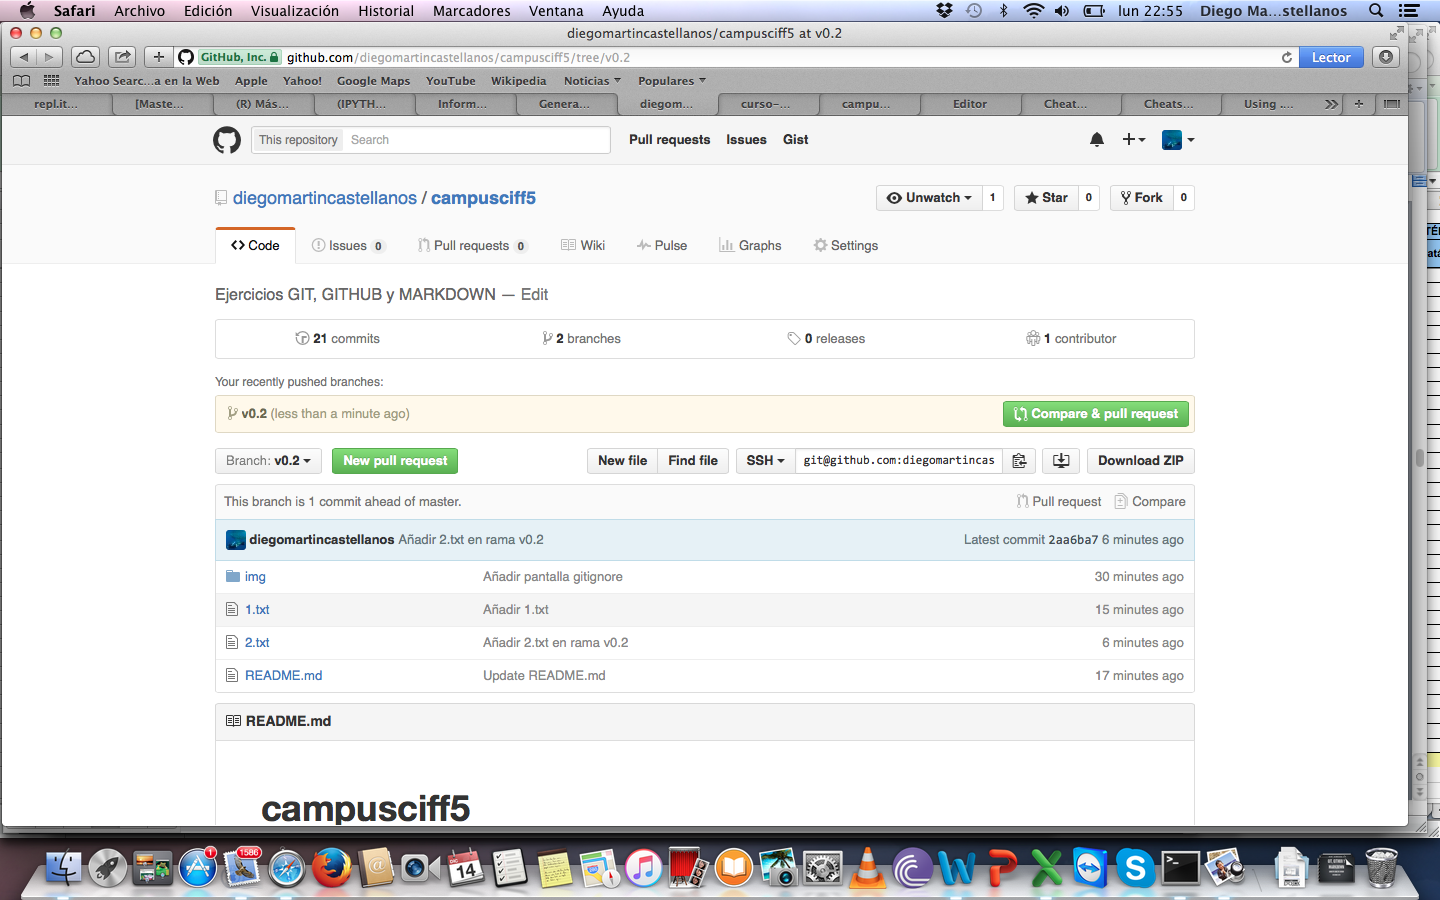 Safari Archivo Edición Visualización Historial Marcadores Ventana Ayuda lun 22:55 Diego Ma...stellanos
diegomartincastellanos/campusciff5 at v0.2
GitHub, Inc. github.com/diegomartincastellanos/campusciff5/tree/v0.2 Lector
Yahoo Searc...a en la Web Apple Yahoo! Google Maps YouTube Wikipedia Noticias Populares
repl.it... [Maste... (R) Más... (IPYTH... Inform... Genera... diegom... curso-... campu... Editor Cheat... Cheats... Using ....
This repository Search Pull requests Issues Gist
diegomartincastellanos / campusciff5 Unwatch 1 Star 0 Fork 0
Code Issues 0 Pull requests 0 Wiki Pulse Graphs Settings
Ejercicios GIT, GITHUB y MARKDOWN — Edit
21 commits 2 branches 0 releases 1 contributor
Your recently pushed branches:
v0.2 (less than a minute ago) Compare & pull request
Branch: v0.2 New pull request New file Find file SSH git@github.com:diegomartincas Download ZIP
This branch is 1 commit ahead of master. Pull request Compare
diegomartincastellanos Añadir 2.txt en rama v0.2 Latest commit 2aa6ba7 6 minutes ago
img Añadir pantalla gitignore 30 minutes ago
1.txt Añadir 1.txt 15 minutes ago
2.txt Añadir 2.txt en rama v0.2 6 minutes ago
README.md Update README.md 17 minutes ago
README.md
campusciff5
1 1586 DIC 14